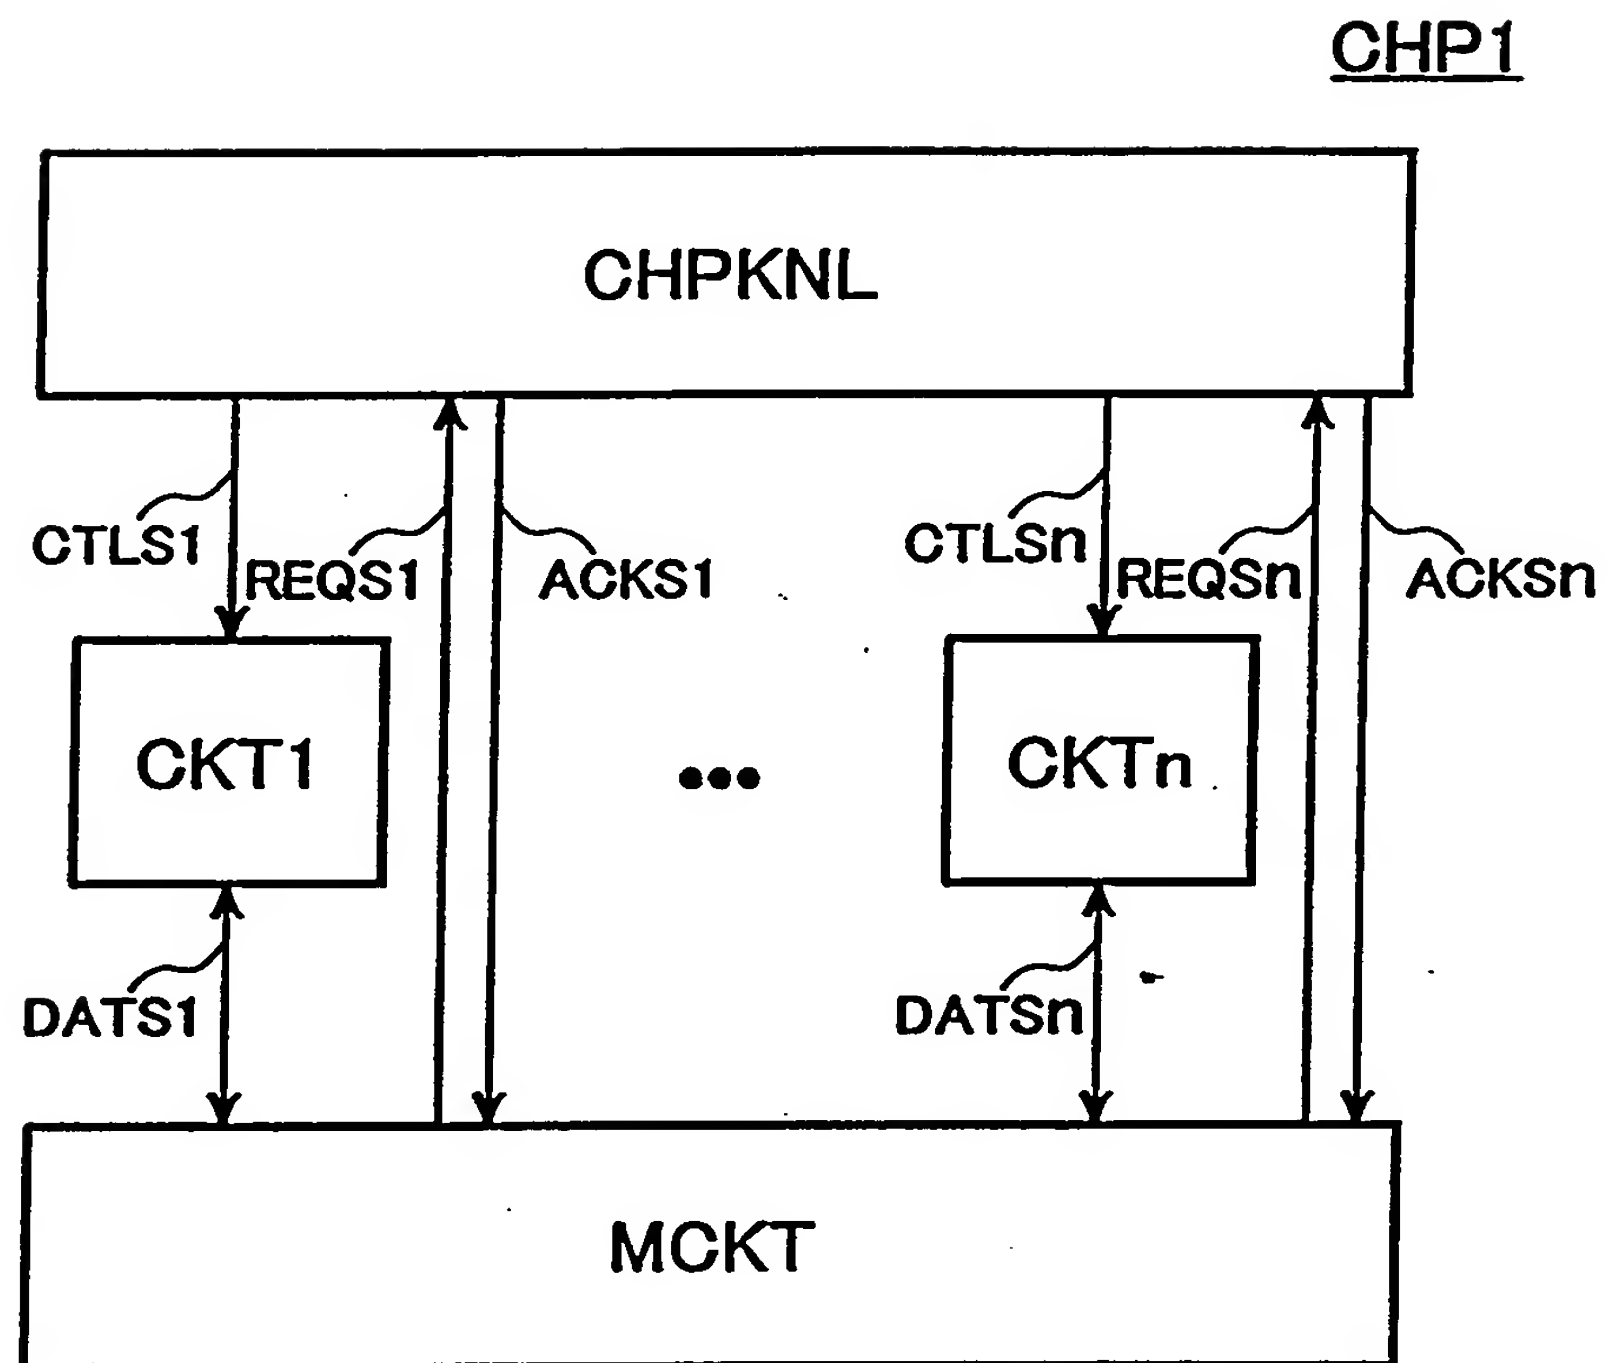 CHP1
CHPKNL
CTLS1
REQS1
ACKS1
CTLSn
REQSn
ACKSn
CKT1
•••
CKTn
DATS1
DATSn
MCKT